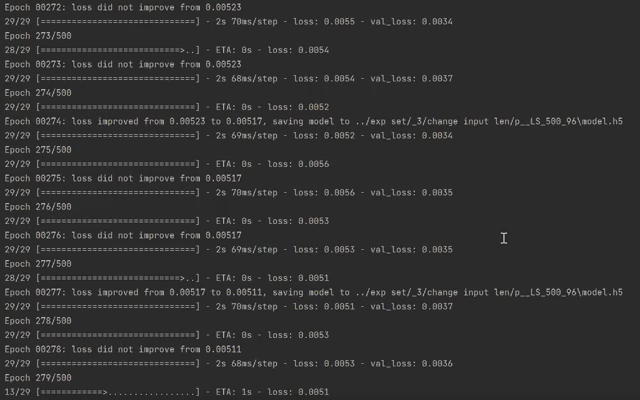 Epoch 00272: loss did not improve from 0.00523
29/29 [==============================] - 2s 70ms/step - loss: 0.0055 - val_loss: 0.0034
Epoch 273/500
28/29 [===========================>..] - ETA: 0s - loss: 0.0054
Epoch 00273: loss did not improve from 0.00523
29/29 [==============================] - 2s 68ms/step - loss: 0.0054 - val_loss: 0.0037
Epoch 274/500
29/29 [==============================] - ETA: 0s - loss: 0.0052
Epoch 00274: loss improved from 0.00523 to 0.00517, saving model to ../exp set/_3/change input len/p__LS_500_96\model.h5
29/29 [==============================] - 2s 69ms/step - loss: 0.0052 - val_loss: 0.0034
Epoch 275/500
29/29 [==============================] - ETA: 0s - loss: 0.0056
Epoch 00275: loss did not improve from 0.00517
29/29 [==============================] - 2s 70ms/step - loss: 0.0056 - val_loss: 0.0035
Epoch 276/500
29/29 [==============================] - ETA: 0s - loss: 0.0053
Epoch 00276: loss did not improve from 0.00517
29/29 [==============================] - 2s 69ms/step - loss: 0.0053 - val_loss: 0.0035
Epoch 277/500
28/29 [===========================>..] - ETA: 0s - loss: 0.0051
Epoch 00277: loss improved from 0.00517 to 0.00511, saving model to ../exp set/_3/change input len/p__LS_500_96\model.h5
29/29 [==============================] - 2s 70ms/step - loss: 0.0051 - val_loss: 0.0037
Epoch 278/500
29/29 [==============================] - ETA: 0s - loss: 0.0053
Epoch 00278: loss did not improve from 0.00511
29/29 [==============================] - 2s 68ms/step - loss: 0.0053 - val_loss: 0.0036
Epoch 279/500
13/29 [============>.................] - ETA: 1s - loss: 0.0051